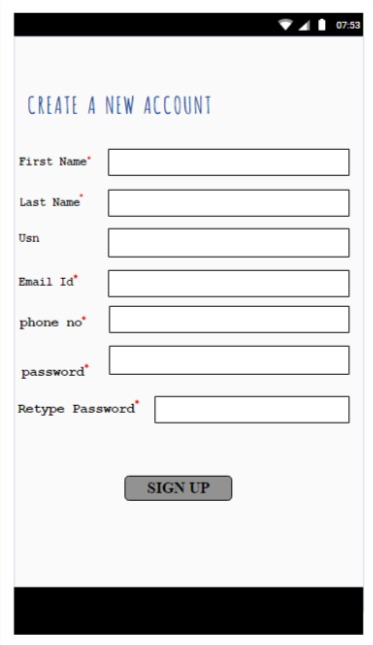 07:53
CREATE A NEW ACCOUNT
First Name*
Last Name*
Usn
Email Id*
phone no*
password*
Retype Password*
SIGN UP